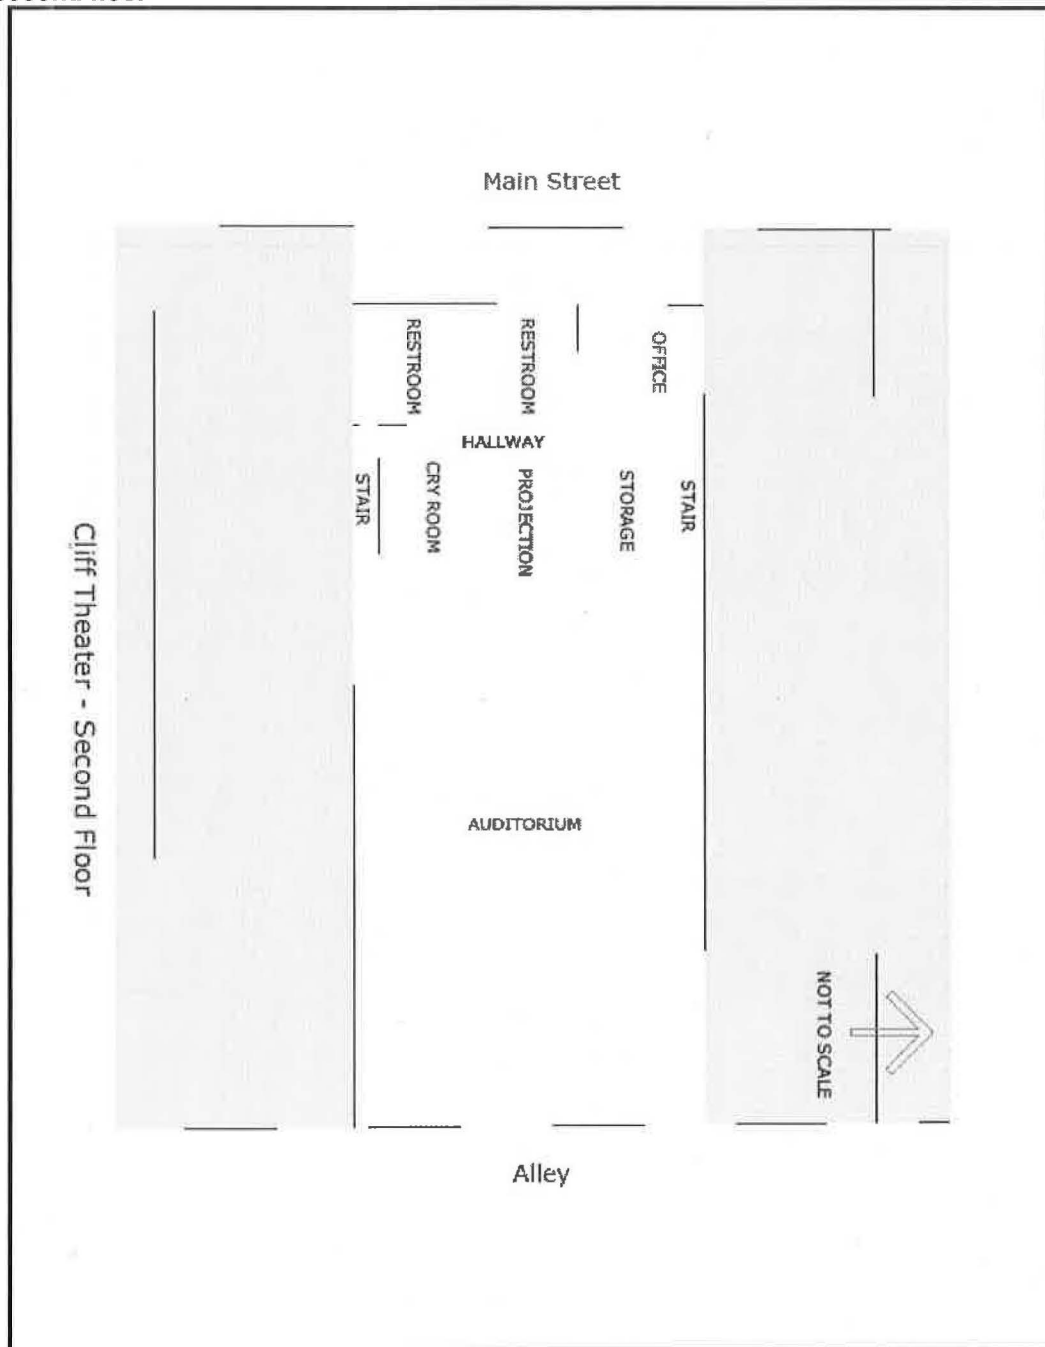 Main Street
RESTROOM
RESTROOM
OFFICE
HALLWAY
STAIR
CRY ROOM
PROJECTION
STORAGE
STAIR
Cliff Theater - Second Floor
AUDITORIUM
NOT TO SCALE
Alley